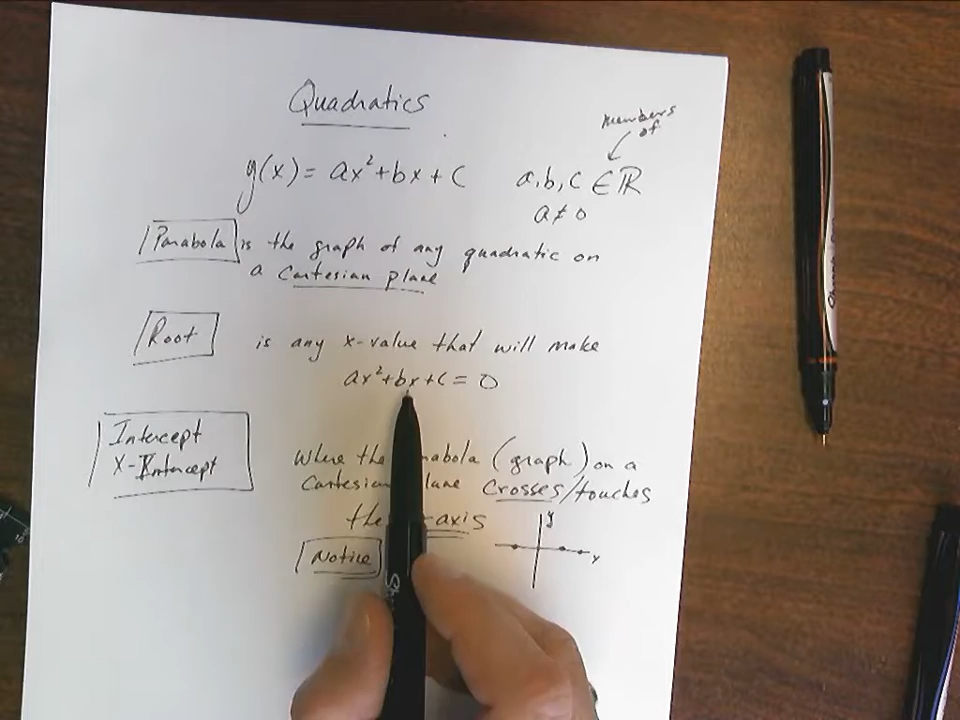 Quadratics
members
of
y(x) = ax²+bx+c a,b,c ∈ ℝ
a ≠ 0
Parabola is the graph of any quadratic on
a Cartesian plane
Root is any x-value that will make
ax²+bx+c = 0
Intercept
X-Intercept
Where the rabola (graph) on a
Cartesian lane crosses/touches
the -axis
y
x
Notice